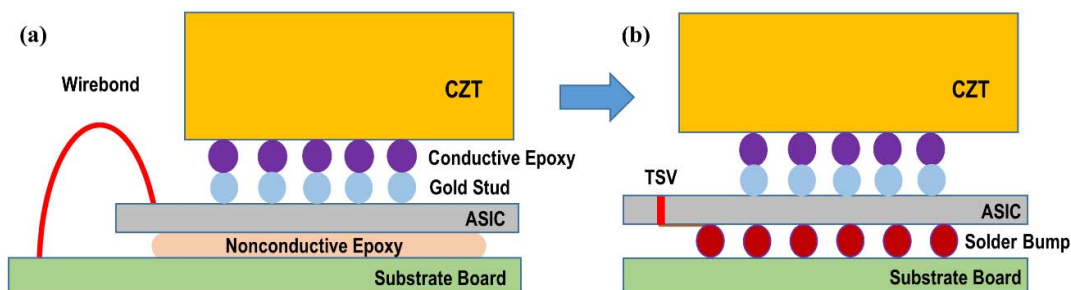 (a)
Wirebond
CZT
Conductive Epoxy
Gold Stud
ASIC
Nonconductive Epoxy
Substrate Board
(b)
CZT
TSV
ASIC
Solder Bump
Substrate Board